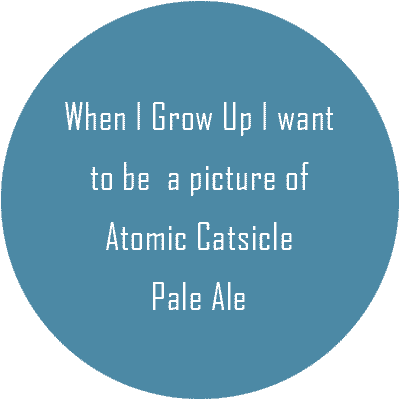 When I Grow Up I want
to be a picture of
Atomic Catsicle
Pale Ale